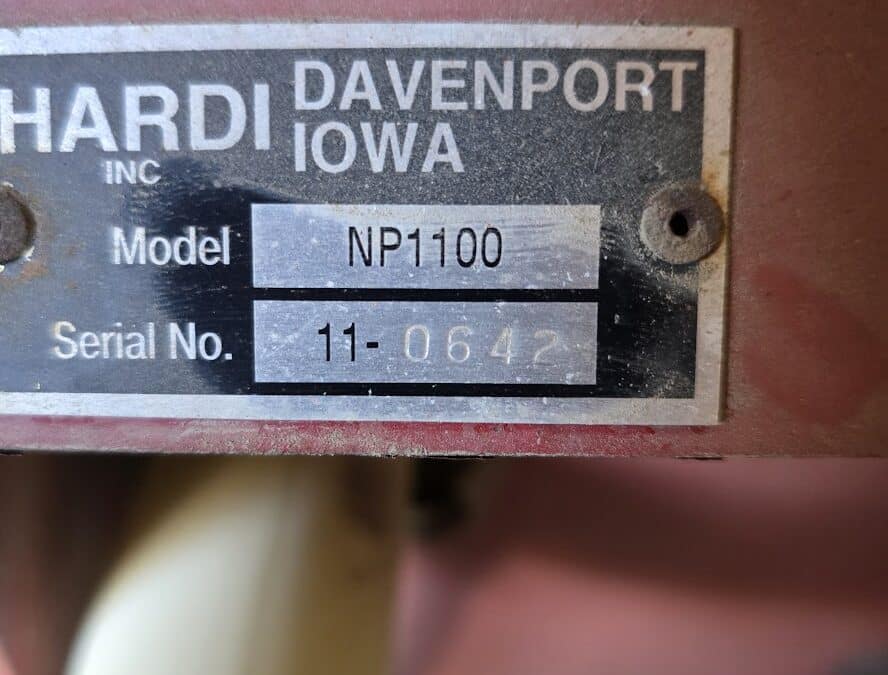 HARDI DAVENPORT
INC IOWA
Model NP1100
Serial No. 11-0642